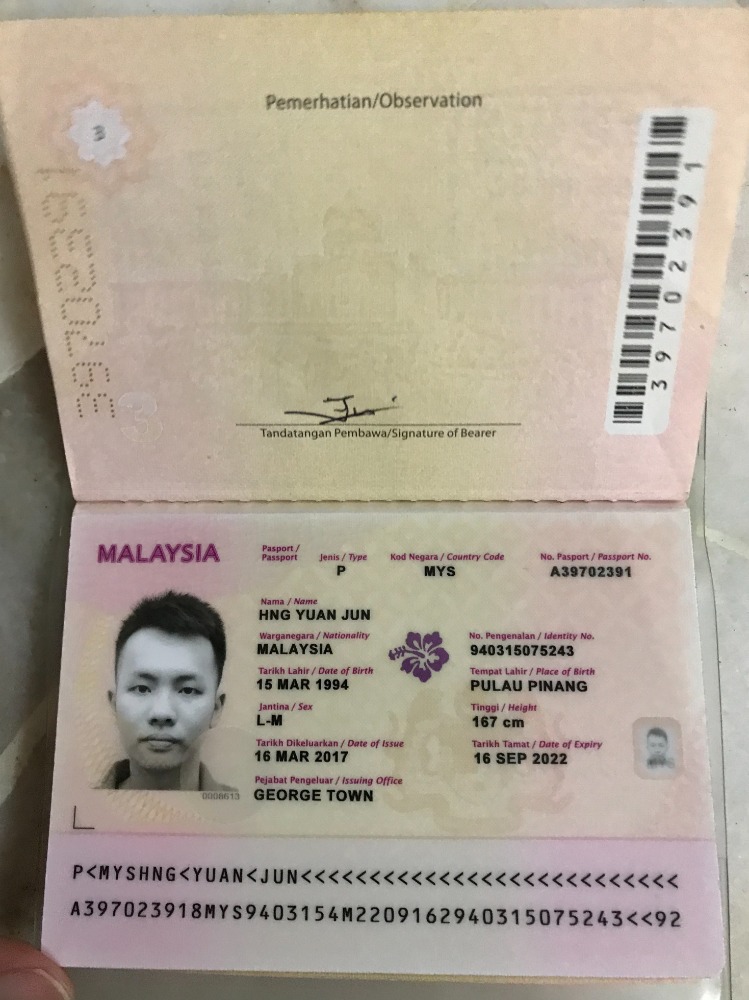 Pemerhatian/Observation
3
39702391
39702391
Tandatangan Pembawa/Signature of Bearer
MALAYSIA
Pasport / Passport
Jenis / Type
Kod Negara / Country Code
No. Pasport / Passport No.
P
MYS
A39702391
Nama / Name
HNG YUAN JUN
Warganegara / Nationality
No. Pengenalan / Identity No.
MALAYSIA
940315075243
Tarikh Lahir / Date of Birth
Tempat Lahir / Place of Birth
15 MAR 1994
PULAU PINANG
Jantina / Sex
Tinggi / Height
L-M
167 cm
Tarikh Dikeluarkan / Date of Issue
Tarikh Tamat / Date of Expiry
16 MAR 2017
16 SEP 2022
Pejabat Pengeluar / Issuing Office
0008613
GEORGE TOWN
P<MYSHNG<YUAN<JUN<<<<<<<<<<<<<<<<<<<<<<<<<<<
A397023918MYS9403154M2209162940315075243<<92